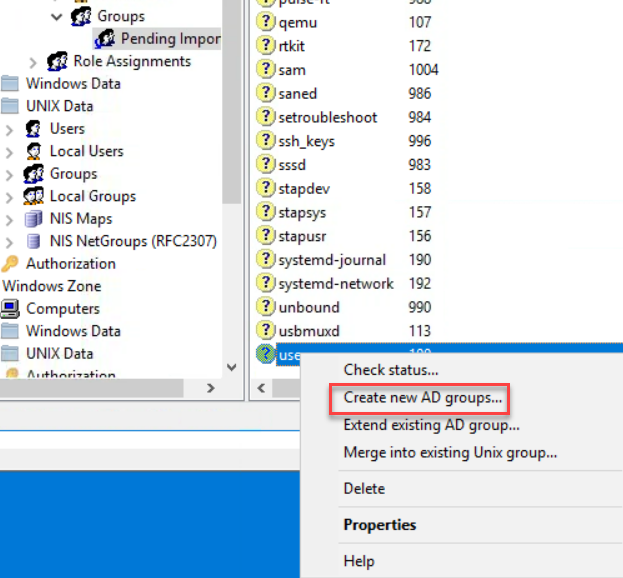 Groups
Pending Impor
Role Assignments
Windows Data
UNIX Data
Users
Local Users
Groups
Local Groups
NIS Maps
NIS NetGroups (RFC2307)
Authorization
Windows Zone
Computers
Windows Data
UNIX Data
Authorization
qemu 107
rtkit 172
sam 1004
saned 986
setroubleshoot 984
ssh_keys 996
sssd 983
stapdev 158
stapsys 157
stapusr 156
systemd-journal 190
systemd-network 192
unbound 990
usbmuxd 113
use
Check status...
Create new AD groups...
Extend existing AD group...
Merge into existing Unix group...
Delete
Properties
Help